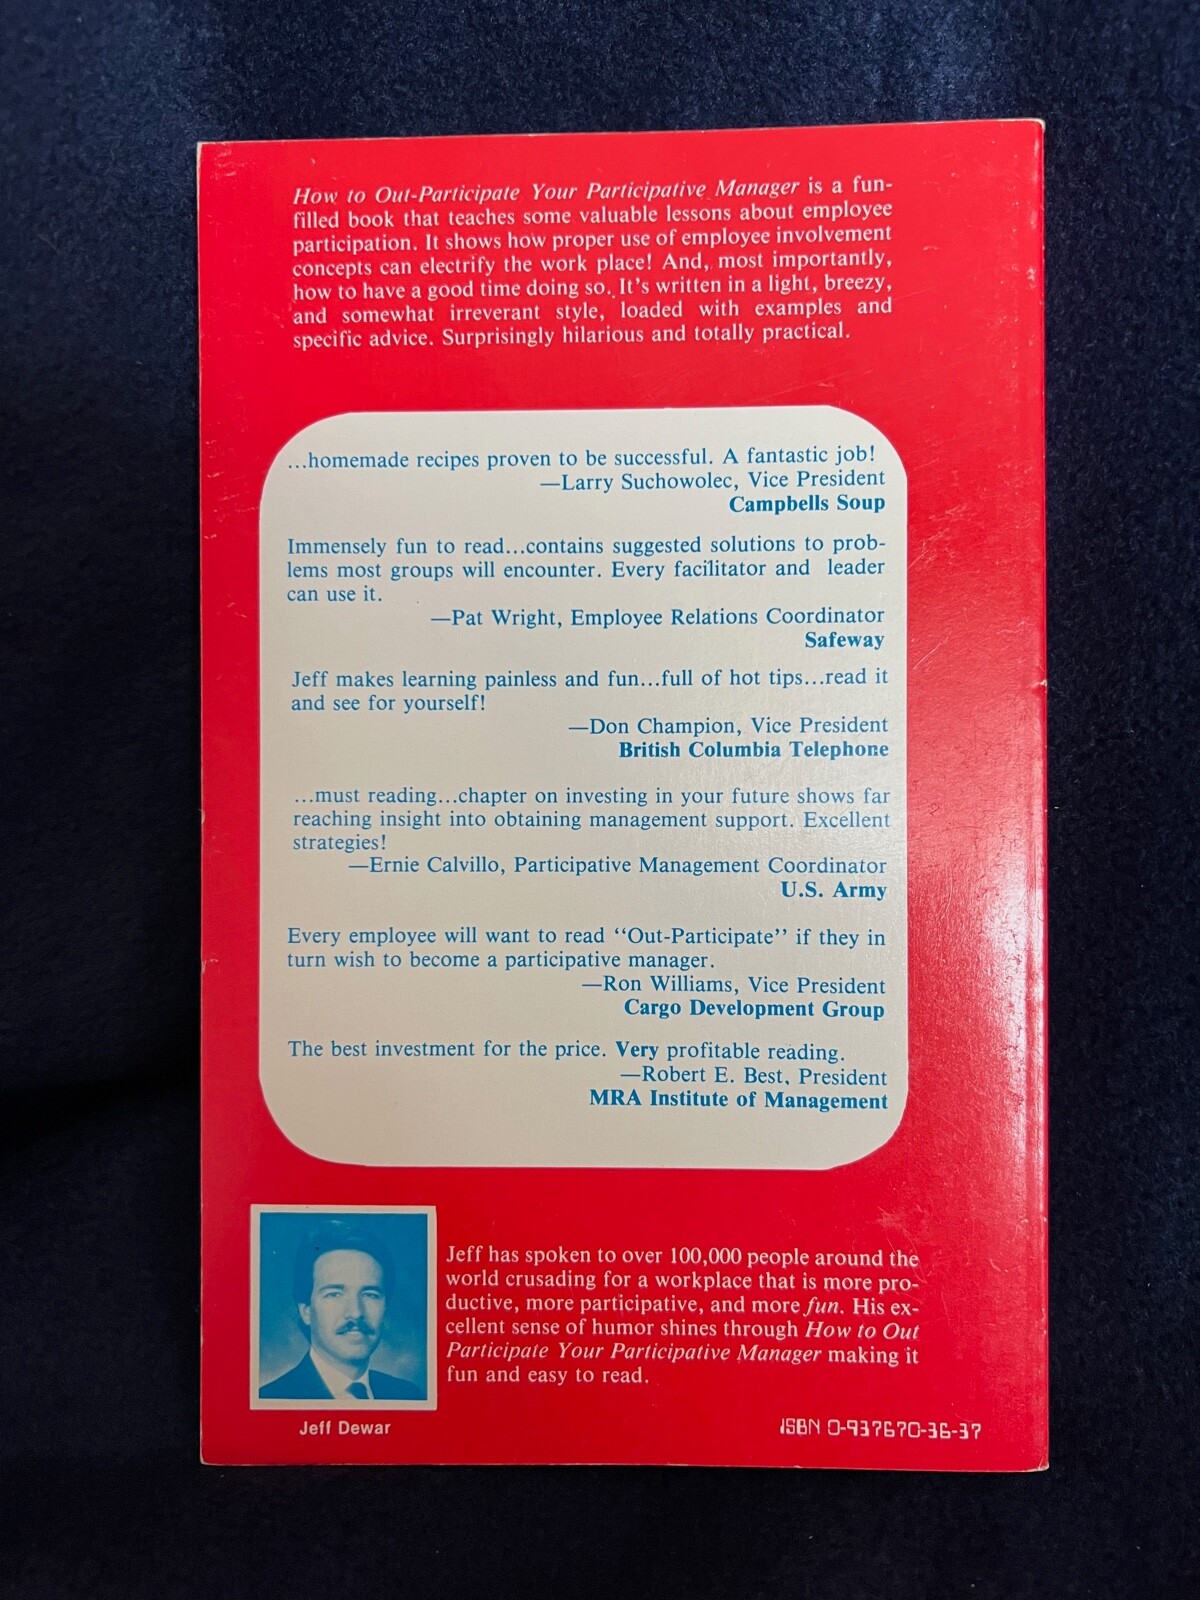 How to Out-Participate Your Participative Manager is a fun-
filled book that teaches some valuable lessons about employee
participation. It shows how proper use of employee involvement
concepts can electrify the work place! And, most importantly,
how to have a good time doing so. It's written in a light, breezy,
and somewhat irreverant style, loaded with examples and
specific advice. Surprisingly hilarious and totally practical.
...homemade recipes proven to be successful. A fantastic job!
—Larry Suchowolec, Vice President
Campbells Soup
Immensely fun to read...contains suggested solutions to prob-
lems most groups will encounter. Every facilitator and leader
can use it.
—Pat Wright, Employee Relations Coordinator
Safeway
Jeff makes learning painless and fun...full of hot tips...read it
and see for yourself!
—Don Champion, Vice President
British Columbia Telephone
...must reading...chapter on investing in your future shows far
reaching insight into obtaining management support. Excellent
strategies!
—Ernie Calvillo, Participative Management Coordinator
U.S. Army
Every employee will want to read "Out-Participate" if they in
turn wish to become a participative manager.
—Ron Williams, Vice President
Cargo Development Group
The best investment for the price. Very profitable reading.
—Robert E. Best, President
MRA Institute of Management
Jeff has spoken to over 100,000 people around the
world crusading for a workplace that is more pro-
ductive, more participative, and more fun. His ex-
cellent sense of humor shines through How to Out
Participate Your Participative Manager making it
fun and easy to read.
Jeff Dewar
ISBN 0-937670-36-37